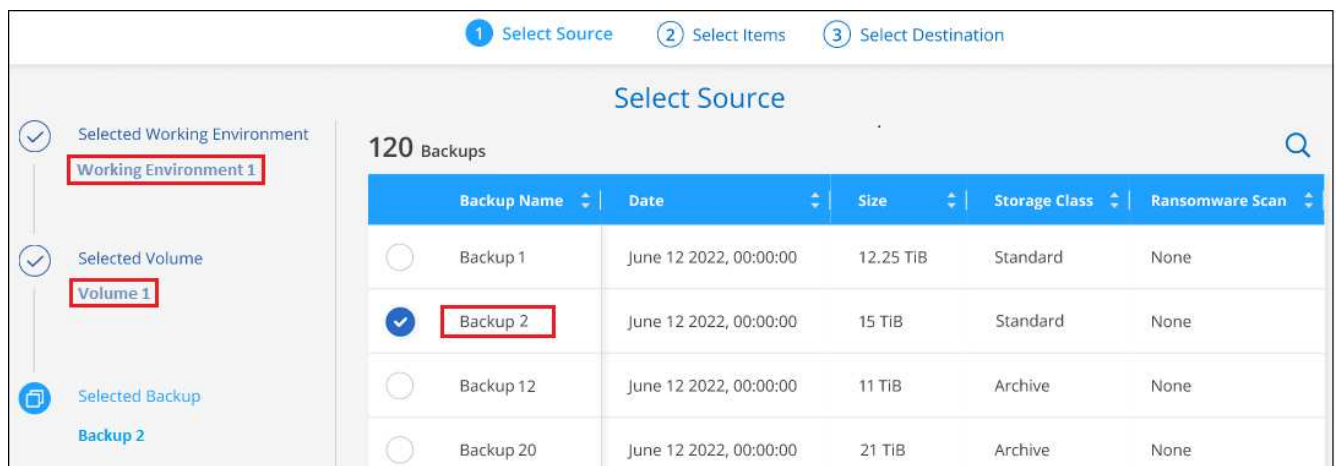 1 Select Source 2 Select Items 3 Select Destination
Select Source
Selected Working Environment
Working Environment 1
Selected Volume
Volume 1
Selected Backup
Backup 2
120 Backups
Backup Name Date Size Storage Class Ransomware Scan
Backup 1 June 12 2022, 00:00:00 12.25 TiB Standard None
Backup 2 June 12 2022, 00:00:00 15 TiB Standard None
Backup 12 June 12 2022, 00:00:00 11 TiB Archive None
Backup 20 June 12 2022, 00:00:00 21 TiB Archive None